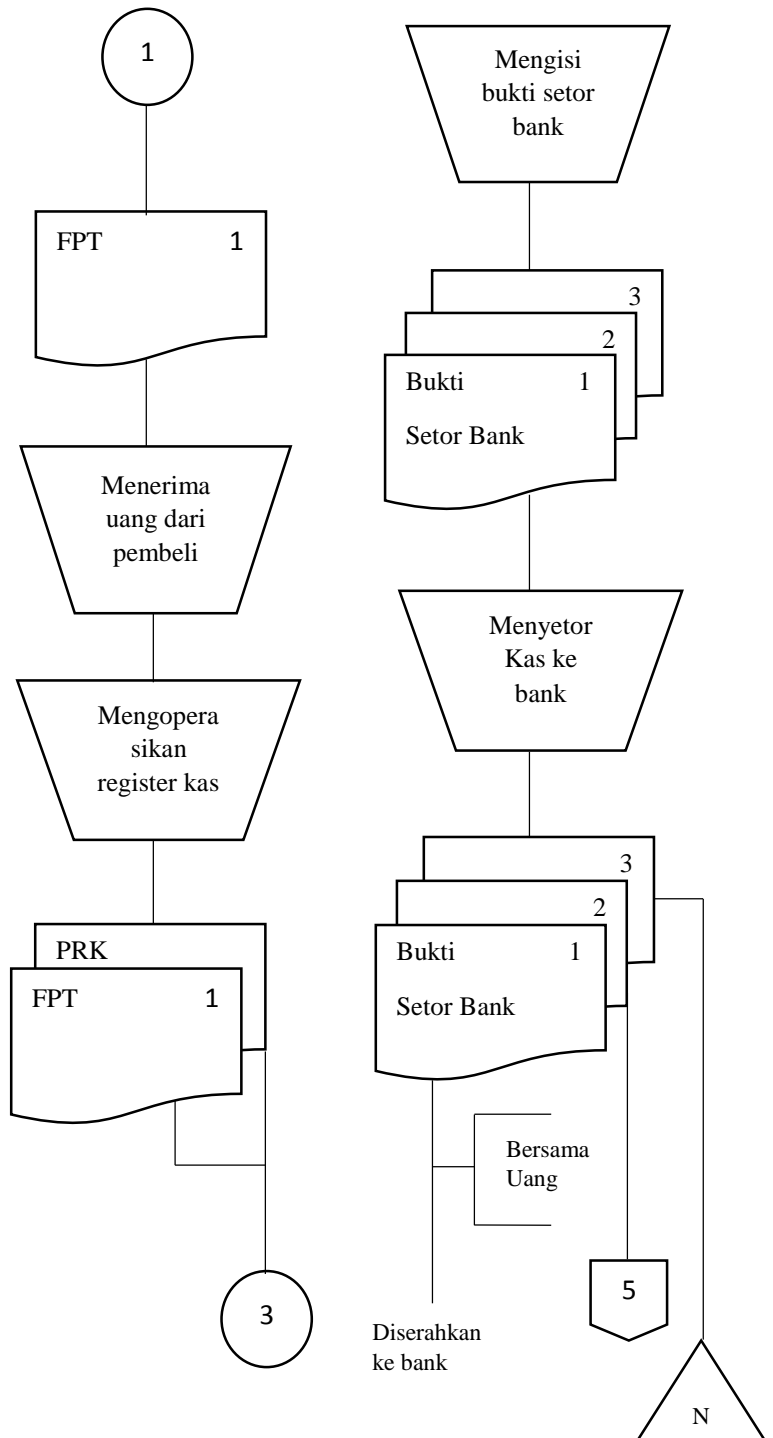 1
FPT 1
Menerima
uang dari
pembeli
Mengopera
sikan
register kas
PRK
FPT 1
3
Mengisi
bukti setor
bank
3
2
Bukti 1
Setor Bank
Menyetor
Kas ke
bank
3
2
Bukti 1
Setor Bank
Bersama
Uang
5
Diserahkan
ke bank
N